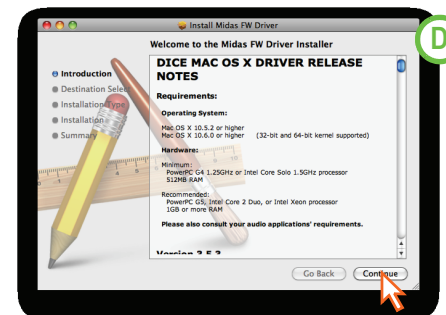 Install Midas FW Driver
D
Welcome to the Midas FW Driver Installer
Introduction
Destination Select
Installation Type
Installation
Summary
DICE MAC OS X DRIVER RELEASE
NOTES
Requirements:
Operating System:
Mac OS X 10.5.2 or higher
Mac OS X 10.6.0 or higher (32-bit and 64-bit kernel supported)
Hardware:
Minimum:
PowerPC G4 1.25GHz or Intel Core Solo 1.5GHz processor
512MB RAM
Recommended:
PowerPC G5, Intel Core 2 Duo, or Intel Xeon processor
1GB or more RAM
Please also consult your audio applications' requirements.
Go Back
Continue